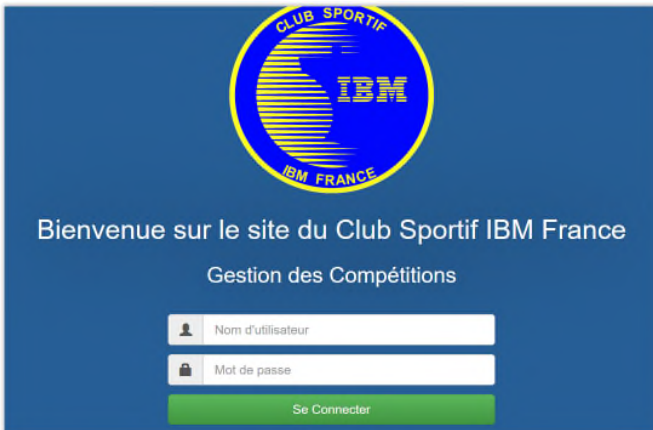 CLUB SPORTIF
IBM
IBM FRANCE
Bienvenue sur le site du Club Sportif IBM France
Gestion des Compétitions
Nom d'utilisateur
Mot de passe
Se Connecter